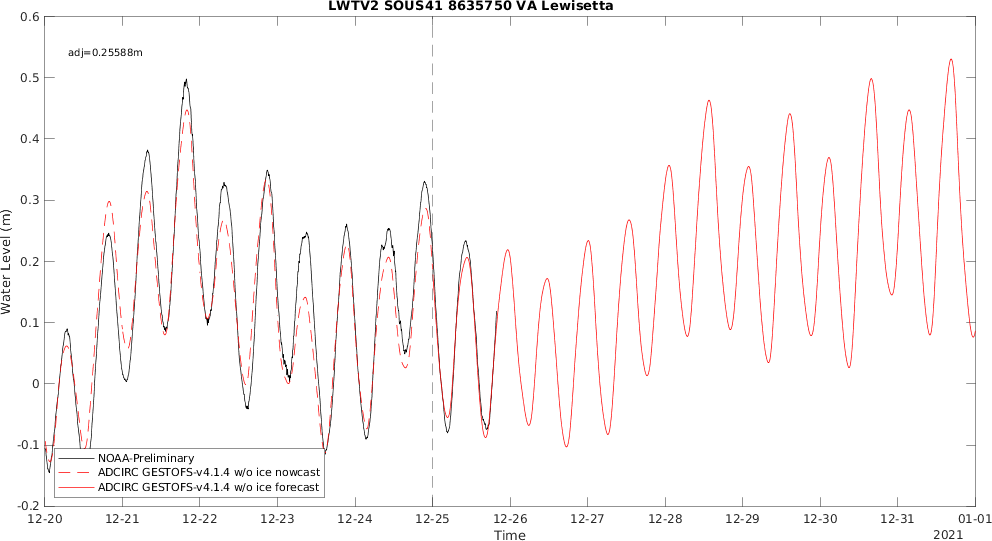 LWTV2 SOUS41 8635750 VA Lewisetta
adj=0.25588m
0.6
0.5
0.4
0.3
0.2
0.1
0
-0.1
-0.2
Water Level (m)
NOAA-Preliminary
ADCIRC GESTOFS-v4.1.4 w/o ice nowcast
ADCIRC GESTOFS-v4.1.4 w/o ice forecast
12-20 12-21 12-22 12-23 12-24 12-25 12-26 12-27 12-28 12-29 12-30 12-31 01-01
Time
2021